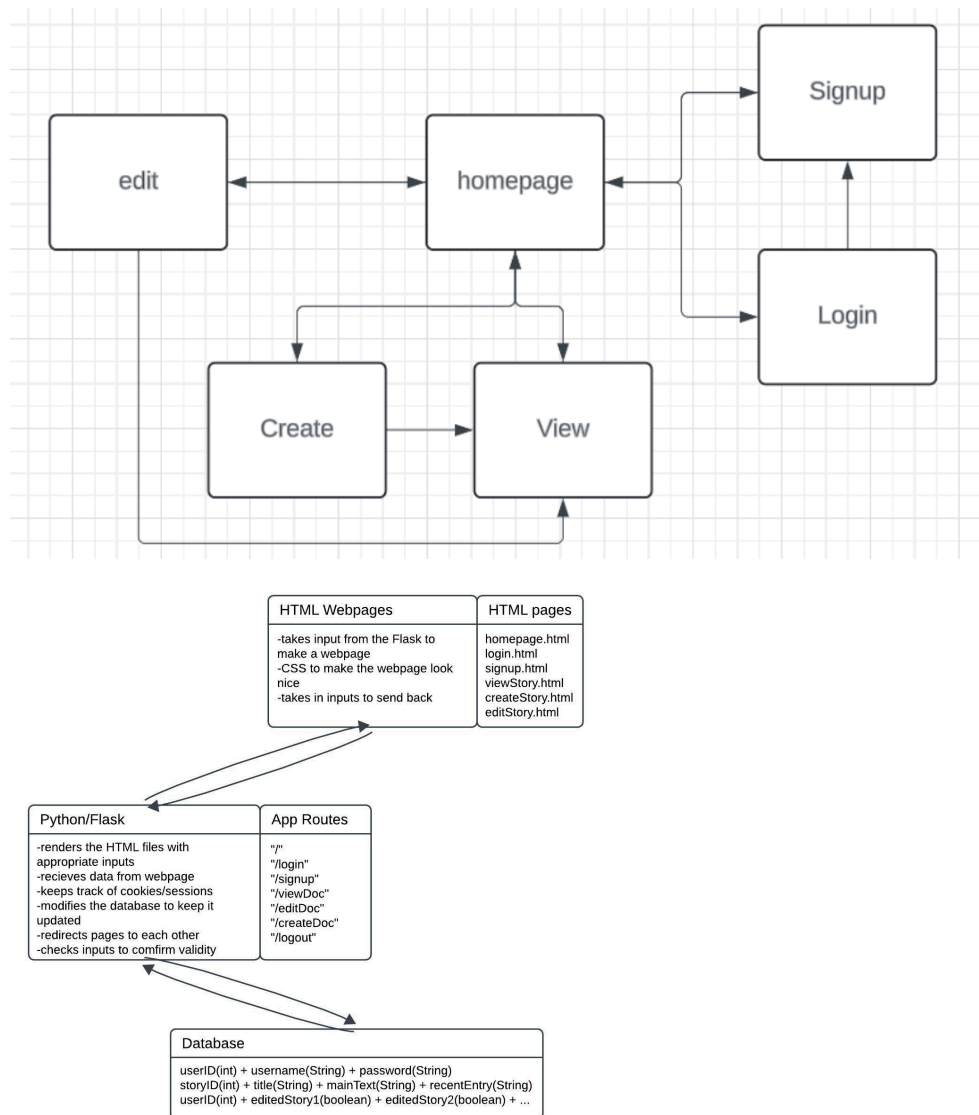 Signup
edit
homepage
Login
Create
View
HTML Webpages
-takes input from the Flask to
make a webpage
-CSS to make the webpage look
nice
-takes in inputs to send back
HTML pages
homepage.html
login.html
signup.html
viewStory.html
createStory.html
editStory.html
Python/Flask
-renders the HTML files with
appropriate inputs
-recieves data from webpage
-keeps track of cookies/sessions
-modifies the database to keep it
updated
-redirects pages to each other
-checks inputs to comfirm validity
App Routes
"/"
"/login"
"/signup"
"/viewDoc"
"/editDoc"
"/createDoc"
"/logout"
Database
userID(int) + username(String) + password(String)
storyID(int) + title(String) + mainText(String) + recentEntry(String)
userID(int) + editedStory1(boolean) + editedStory2(boolean) + ...